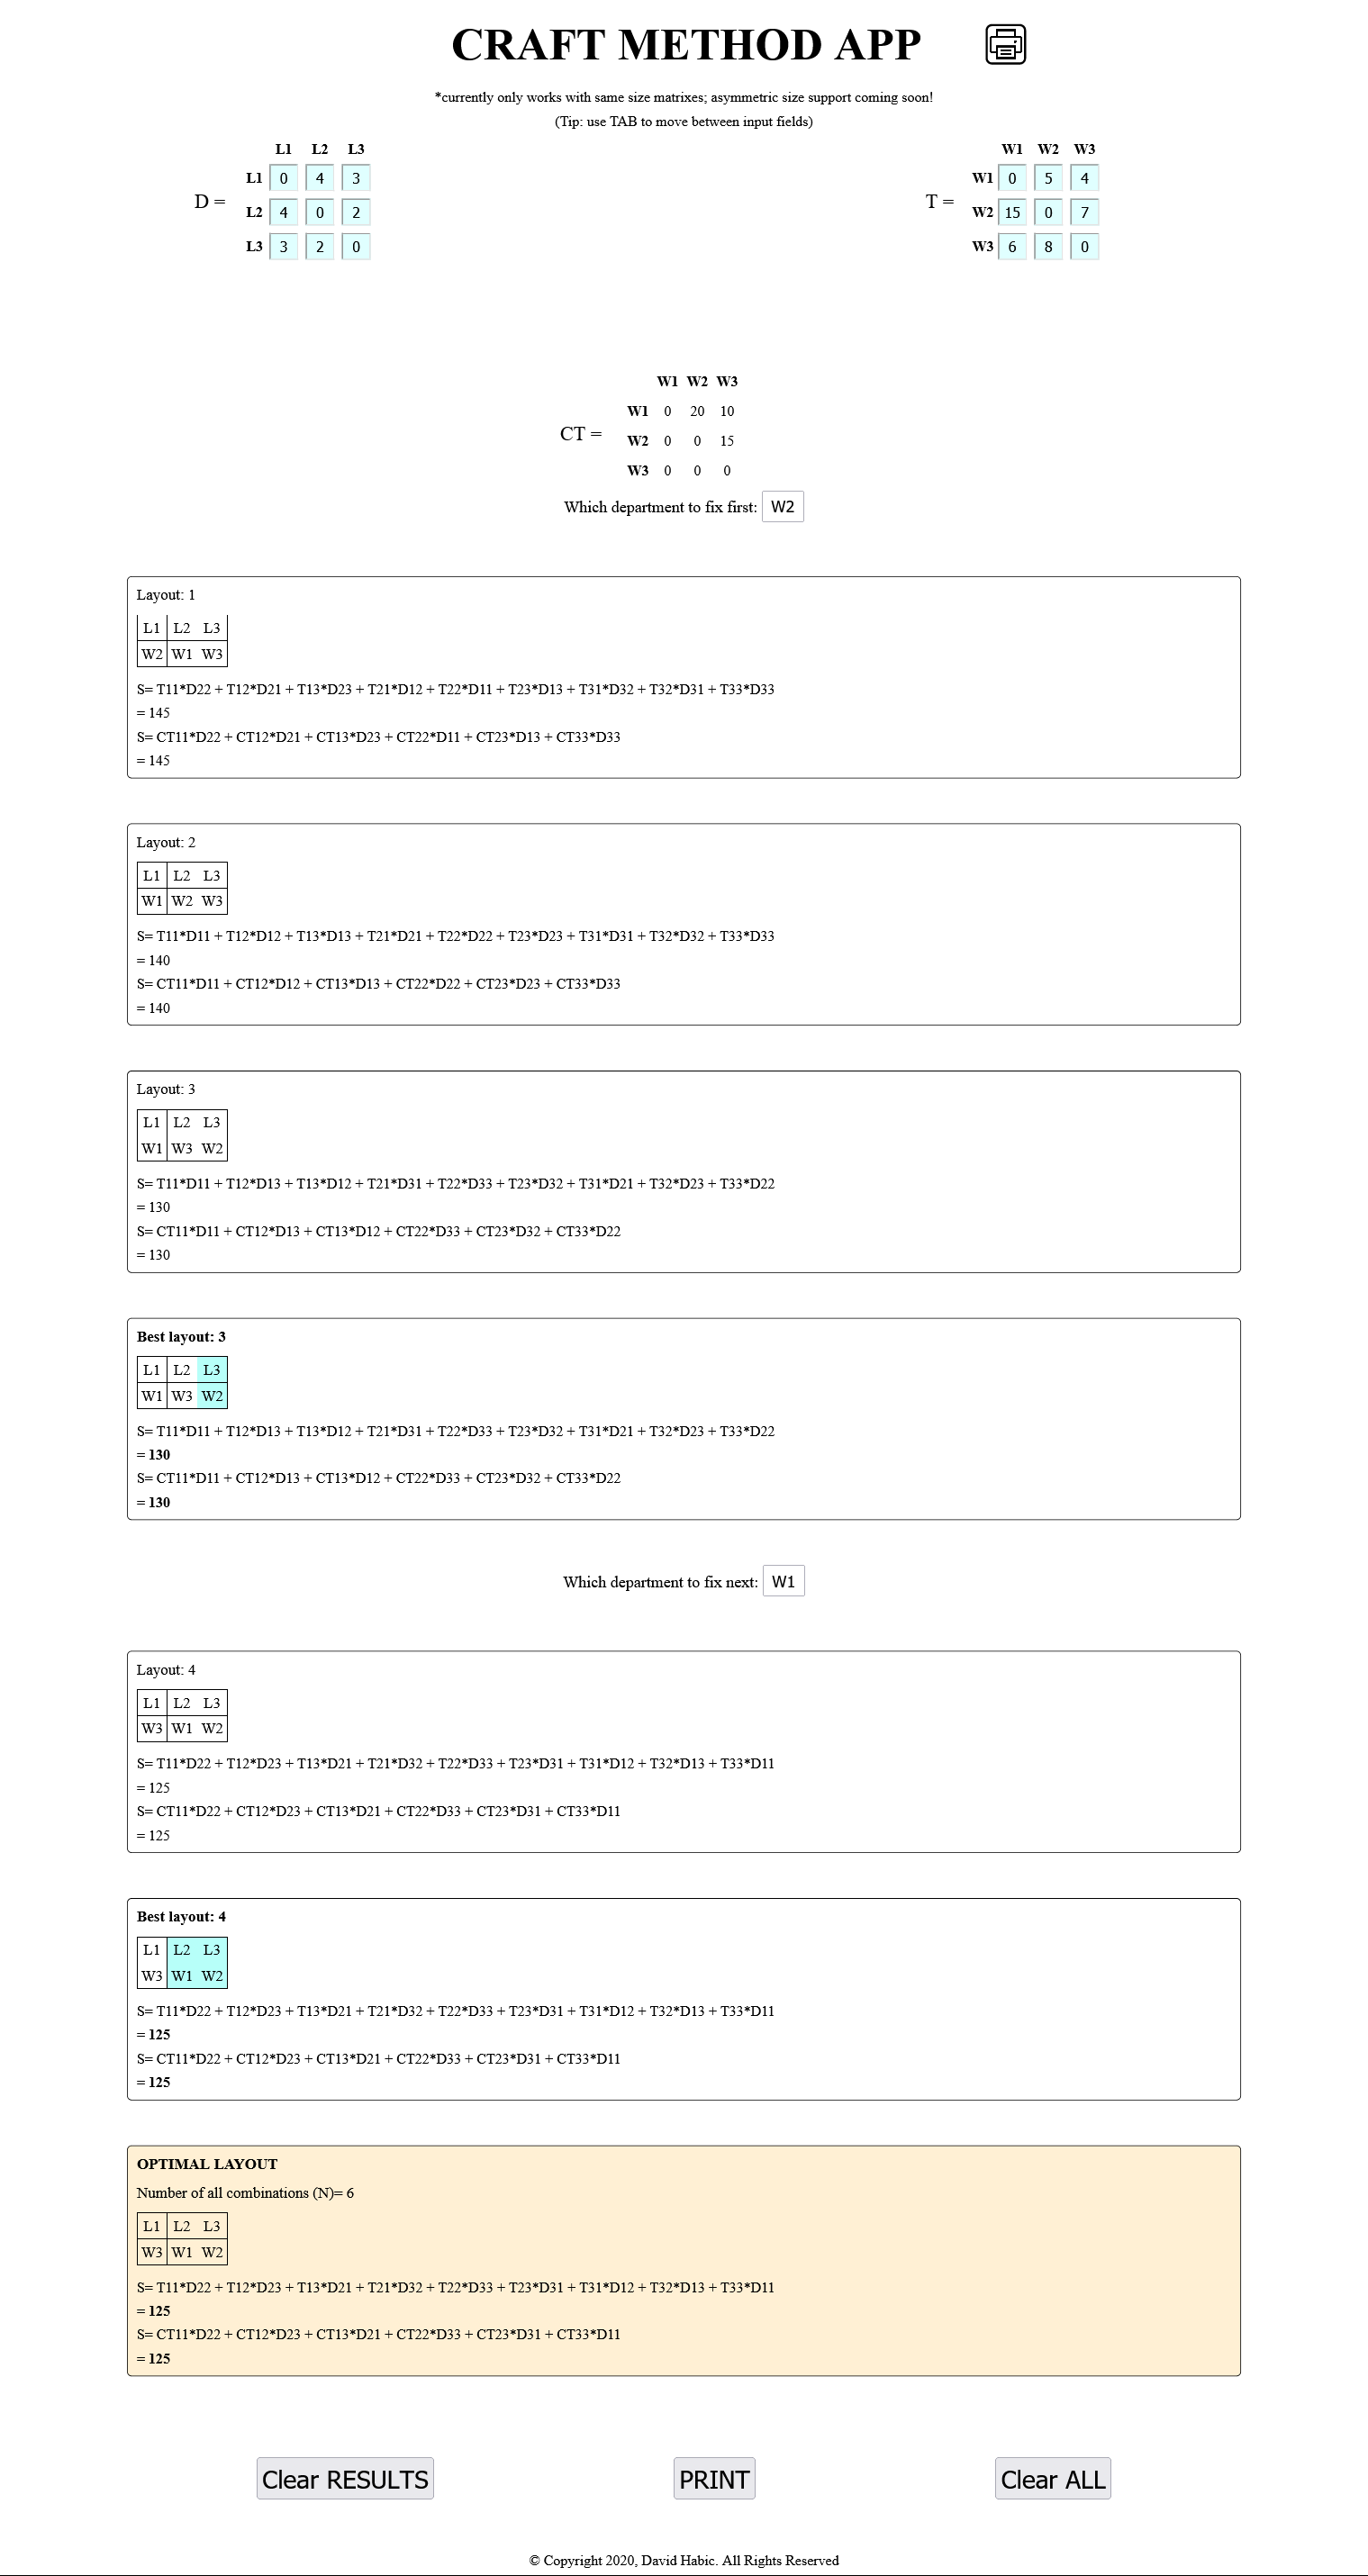 CRAFT METHOD APP
*currently only works with same size matrixes; asymmetric size support coming soon!
(Tip: use TAB to move between input fields)
L1 L2 L3
L1 0 4 3
D = L2 4 0 2
L3 3 2 0
W1 W2 W3
W1 0 5 4
T = W2 15 0 7
W3 6 8 0
W1 W2 W3
W1 0 20 10
CT = W2 0 0 15
W3 0 0 0
Which department to fix first: W2
Layout: 1
L1 L2 L3
W2 W1 W3
S= T11*D22 + T12*D21 + T13*D23 + T21*D12 + T22*D11 + T23*D13 + T31*D32 + T32*D31 + T33*D33
= 145
S= CT11*D22 + CT12*D21 + CT13*D23 + CT22*D11 + CT23*D13 + CT33*D33
= 145
Layout: 2
L1 L2 L3
W1 W2 W3
S= T11*D11 + T12*D12 + T13*D13 + T21*D21 + T22*D22 + T23*D23 + T31*D31 + T32*D32 + T33*D33
= 140
S= CT11*D11 + CT12*D12 + CT13*D13 + CT22*D22 + CT23*D23 + CT33*D33
= 140
Layout: 3
L1 L2 L3
W1 W3 W2
S= T11*D11 + T12*D13 + T13*D12 + T21*D31 + T22*D33 + T23*D32 + T31*D21 + T32*D23 + T33*D22
= 130
S= CT11*D11 + CT12*D13 + CT13*D12 + CT22*D33 + CT23*D32 + CT33*D22
= 130
Best layout: 3
L1 L2 L3
W1 W3 W2
S= T11*D11 + T12*D13 + T13*D12 + T21*D31 + T22*D33 + T23*D32 + T31*D21 + T32*D23 + T33*D22
= 130
S= CT11*D11 + CT12*D13 + CT13*D12 + CT22*D33 + CT23*D32 + CT33*D22
= 130
Which department to fix next: W1
Layout: 4
L1 L2 L3
W3 W1 W2
S= T11*D22 + T12*D23 + T13*D21 + T21*D32 + T22*D33 + T23*D31 + T31*D12 + T32*D13 + T33*D11
= 125
S= CT11*D22 + CT12*D23 + CT13*D21 + CT22*D33 + CT23*D31 + CT33*D11
= 125
Best layout: 4
L1 L2 L3
W3 W1 W2
S= T11*D22 + T12*D23 + T13*D21 + T21*D32 + T22*D33 + T23*D31 + T31*D12 + T32*D13 + T33*D11
= 125
S= CT11*D22 + CT12*D23 + CT13*D21 + CT22*D33 + CT23*D31 + CT33*D11
= 125
OPTIMAL LAYOUT
Number of all combinations (N)= 6
L1 L2 L3
W3 W1 W2
S= T11*D22 + T12*D23 + T13*D21 + T21*D32 + T22*D33 + T23*D31 + T31*D12 + T32*D13 + T33*D11
= 125
S= CT11*D22 + CT12*D23 + CT13*D21 + CT22*D33 + CT23*D31 + CT33*D11
= 125
Clear RESULTS PRINT Clear ALL
© Copyright 2020, David Habic. All Rights Reserved